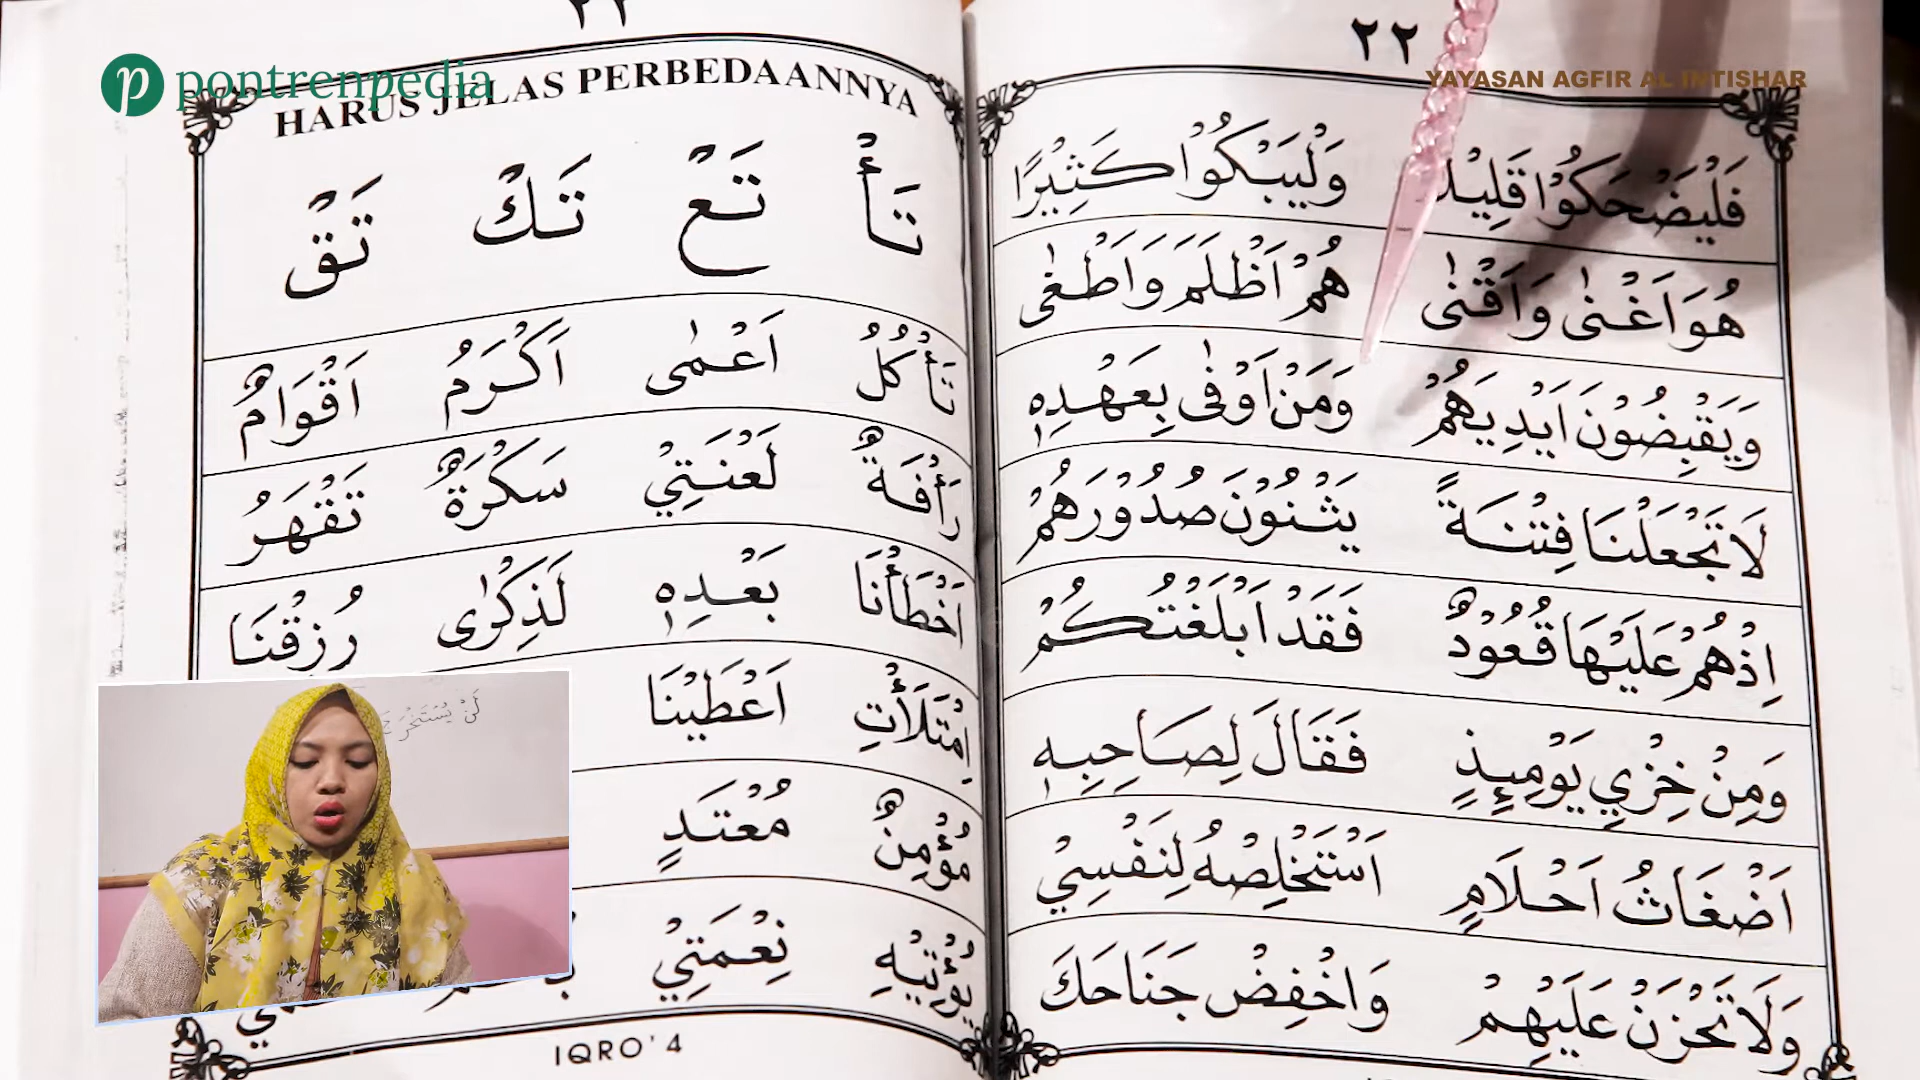 pontrenpedia
YAYASAN AGFIR AL INTISHAR
HARUS JELAS PERBEDAANNYA
تَأْ تَعْ تَكْ تَقْ
تَأْكُلُ اَعْمٰى اَكْرَمُ اَقْوَامٌ
رَأْفَةٌ لَعْنَتِيْ سَكْرَةٌ تَقْهَرُ
اَخْطَأْنَا بَعْدِهٖ لَذِكْرٰى رُزِقْنَا
اِمْتَلَأْتِ اَعْطَيْنَا
مُؤْمِنٌ مُعْتَدٍ
يُؤْتِيْهِ نِعْمَتِيْ
IQRO' 4
٢٢
فَلْيَضْحَكُوْا وَلْيَبْكُوْا كَثِيْرًا
هُوَ اَغْنٰى وَاَقْنٰى هُمْ اَظْلَمَ وَاَطْغٰى
وَيَقْبِضُوْنَ اَيْدِيَهُمْ وَمَنْ اَوْفٰى بِعَهْدِهٖ
لَا تَجْعَلْنَا فِتْنَةً يَثْنُوْنَ صُدُوْرَهُمْ
اِذْهُمْ عَلَيْهَا قُعُوْدٌ فَقَدْ اَبْلَغْتُكُمْ
وَمِنْ خِزْيِ يَوْمِئِذٍ فَقَالَ لِصَاحِبِهٖ
اَضْغَاثُ اَحْلَامٍ اَسْتَخْلِصْهُ لِنَفْسِيْ
وَلَا تَحْزَنْ عَلَيْهِمْ وَاخْفِضْ جَنَاحَكَ